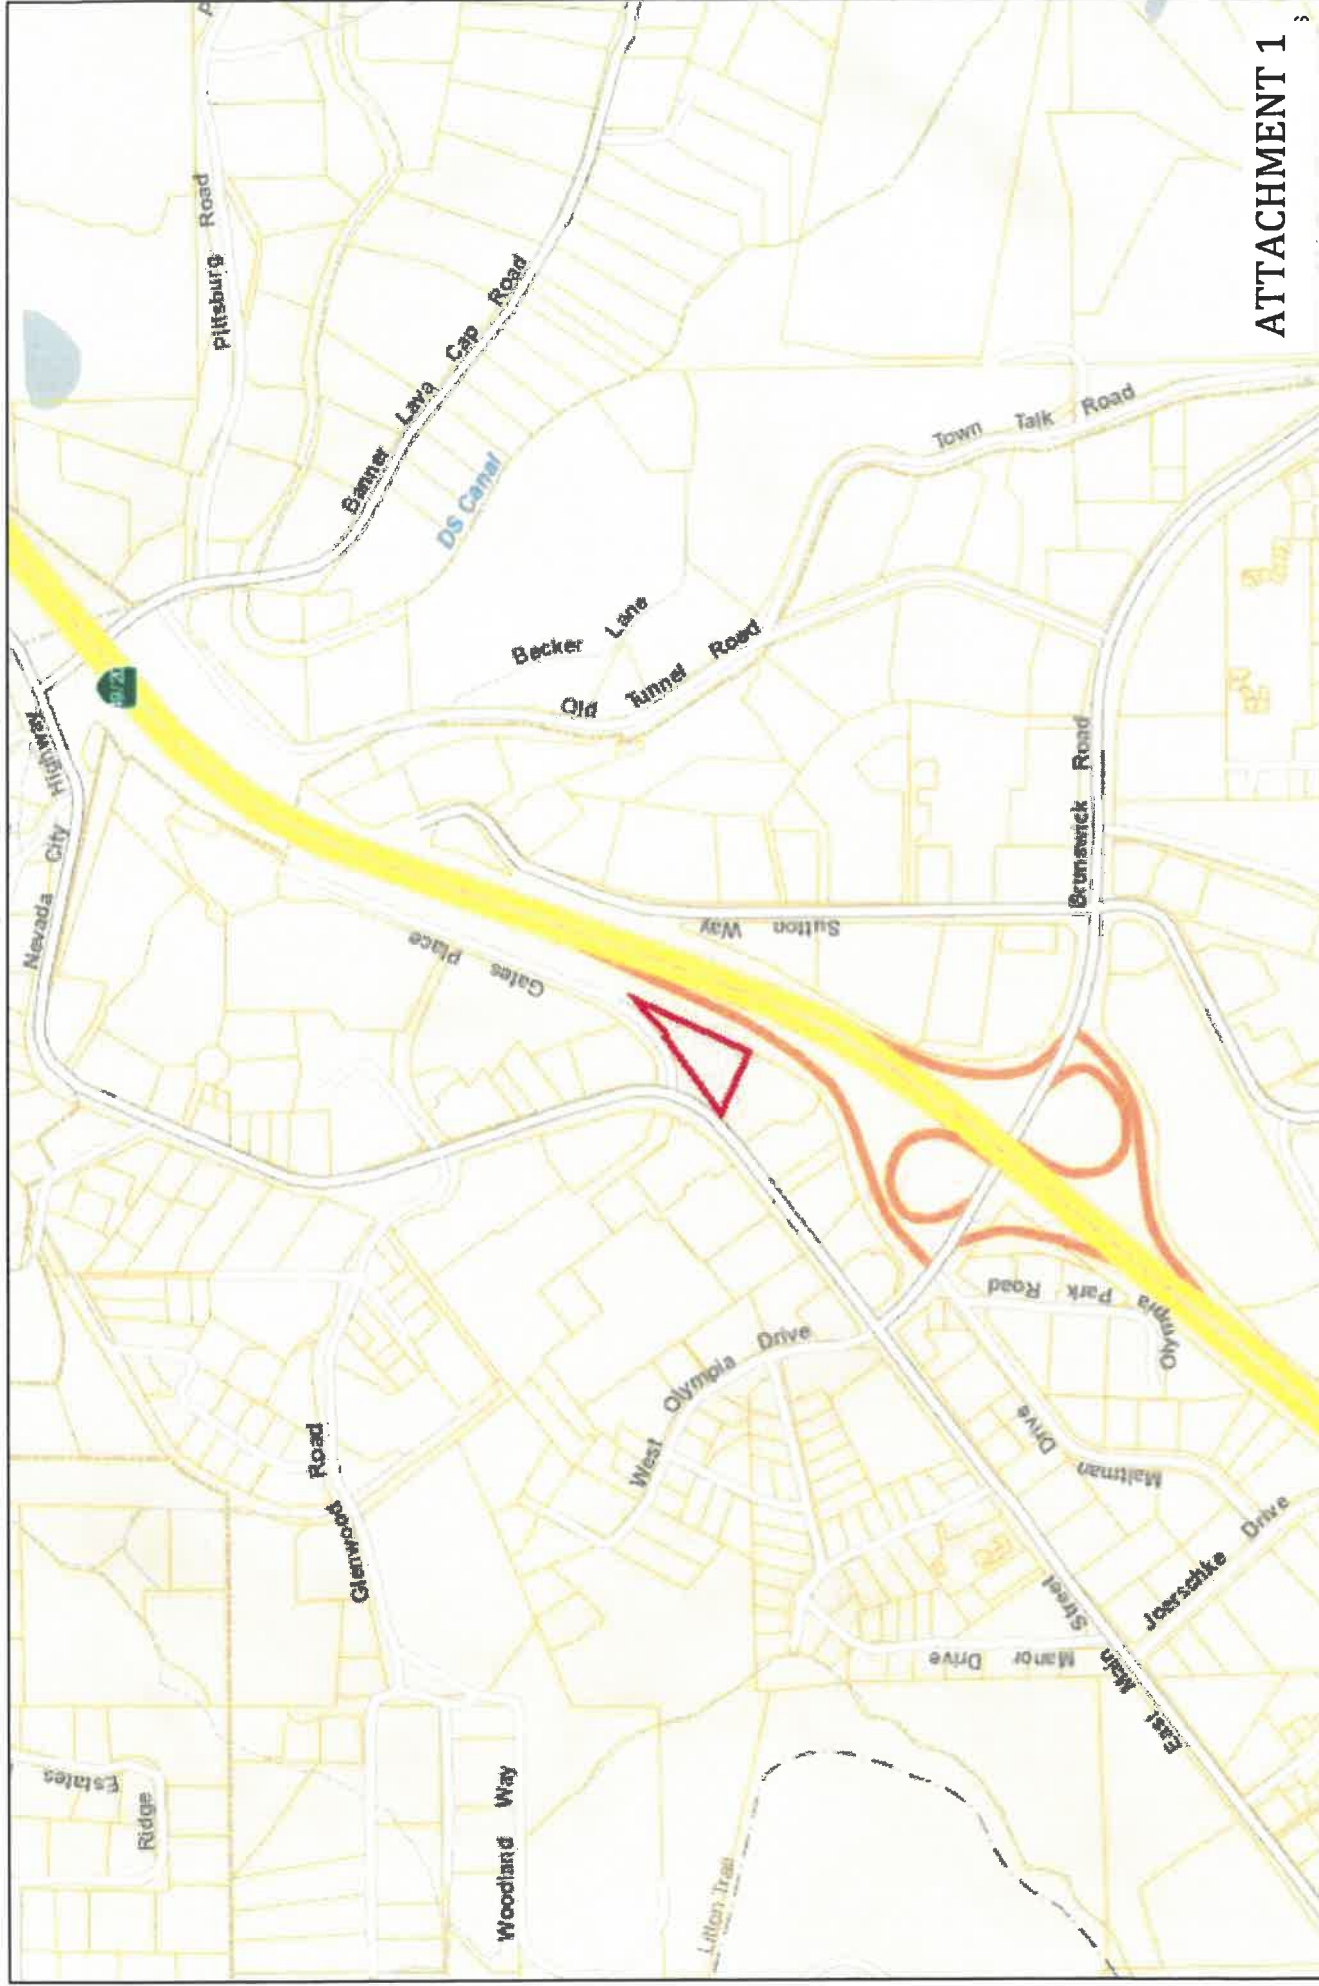 ATTACHMENT 1
Pittsburg Road
Banner Lava Cap Road
DS Canal
Town Talk Road
Becker Lane
Old Tunnel Road
Nevada City Highway
Gates Place
Sutton Way
Brunswick Road
Glenwood Road
West Olympia Drive
Olympia Park Road
Maltman Drive
Joerschke Drive
East Main Street
Manor Drive
Litton Trail
Woodland Way
Ridge Estates